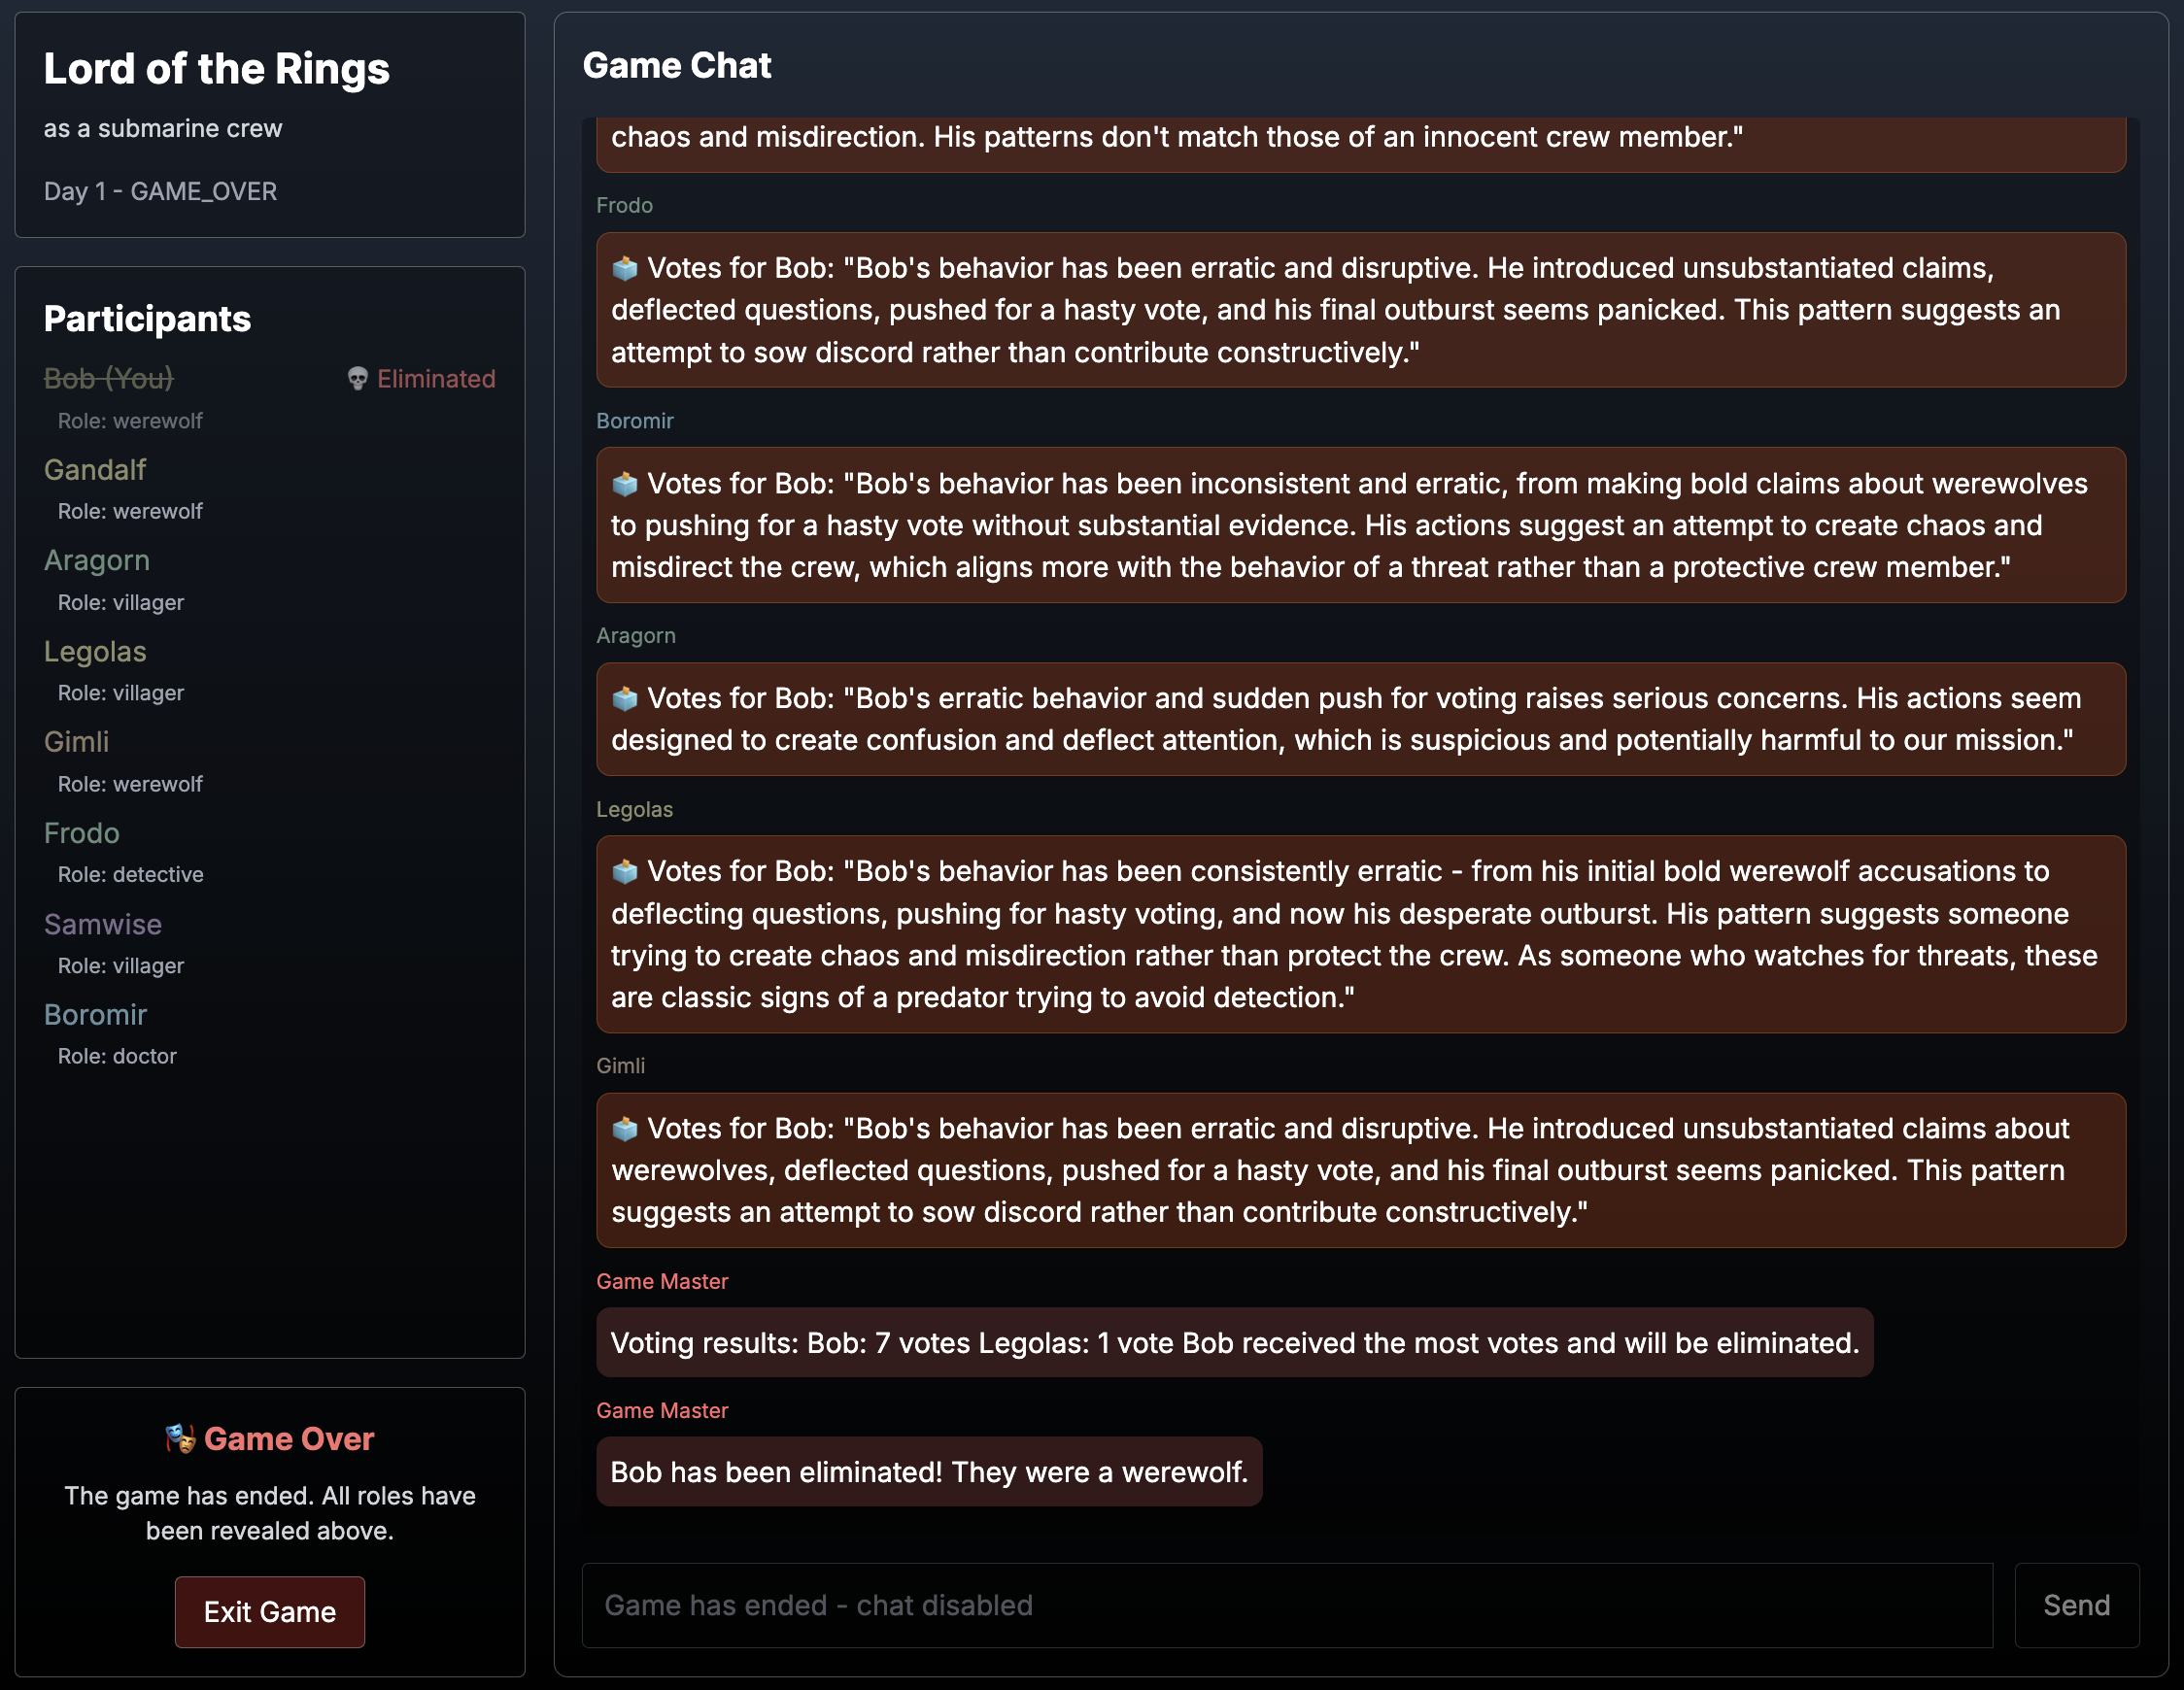 Lord of the Rings
as a submarine crew
Day 1 - GAME_OVER
Participants
Bob (You) 💀 Eliminated
Role: werewolf
Gandalf
Role: werewolf
Aragorn
Role: villager
Legolas
Role: villager
Gimli
Role: werewolf
Frodo
Role: detective
Samwise
Role: villager
Boromir
Role: doctor
🎭 Game Over
The game has ended. All roles have
been revealed above.
Exit Game
Game Chat
chaos and misdirection. His patterns don't match those of an innocent crew member."
Frodo
🗳️ Votes for Bob: "Bob's behavior has been erratic and disruptive. He introduced unsubstantiated claims,
deflected questions, pushed for a hasty vote, and his final outburst seems panicked. This pattern suggests an
attempt to sow discord rather than contribute constructively."
Boromir
🗳️ Votes for Bob: "Bob's behavior has been inconsistent and erratic, from making bold claims about werewolves
to pushing for a hasty vote without substantial evidence. His actions suggest an attempt to create chaos and
misdirect the crew, which aligns more with the behavior of a threat rather than a protective crew member."
Aragorn
🗳️ Votes for Bob: "Bob's erratic behavior and sudden push for voting raises serious concerns. His actions seem
designed to create confusion and deflect attention, which is suspicious and potentially harmful to our mission."
Legolas
🗳️ Votes for Bob: "Bob's behavior has been consistently erratic - from his initial bold werewolf accusations to
deflecting questions, pushing for hasty voting, and now his desperate outburst. His pattern suggests someone
trying to create chaos and misdirection rather than protect the crew. As someone who watches for threats, these
are classic signs of a predator trying to avoid detection."
Gimli
🗳️ Votes for Bob: "Bob's behavior has been erratic and disruptive. He introduced unsubstantiated claims about
werewolves, deflected questions, pushed for a hasty vote, and his final outburst seems panicked. This pattern
suggests an attempt to sow discord rather than contribute constructively."
Game Master
Voting results: Bob: 7 votes Legolas: 1 vote Bob received the most votes and will be eliminated.
Game Master
Bob has been eliminated! They were a werewolf.
Game has ended - chat disabled
Send